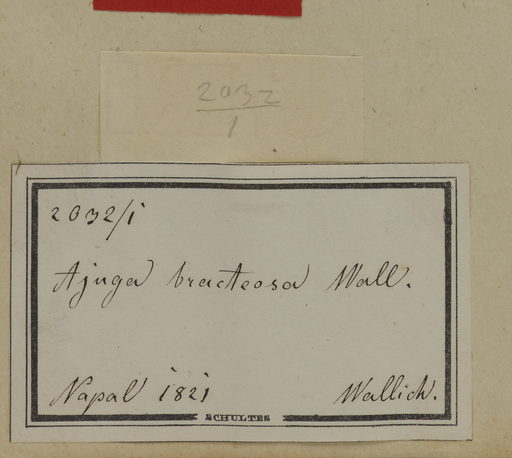 2032
1
2032/1
Ajuga bracteosa Wall.
Napal 1821
Wallich.
SCHULTES